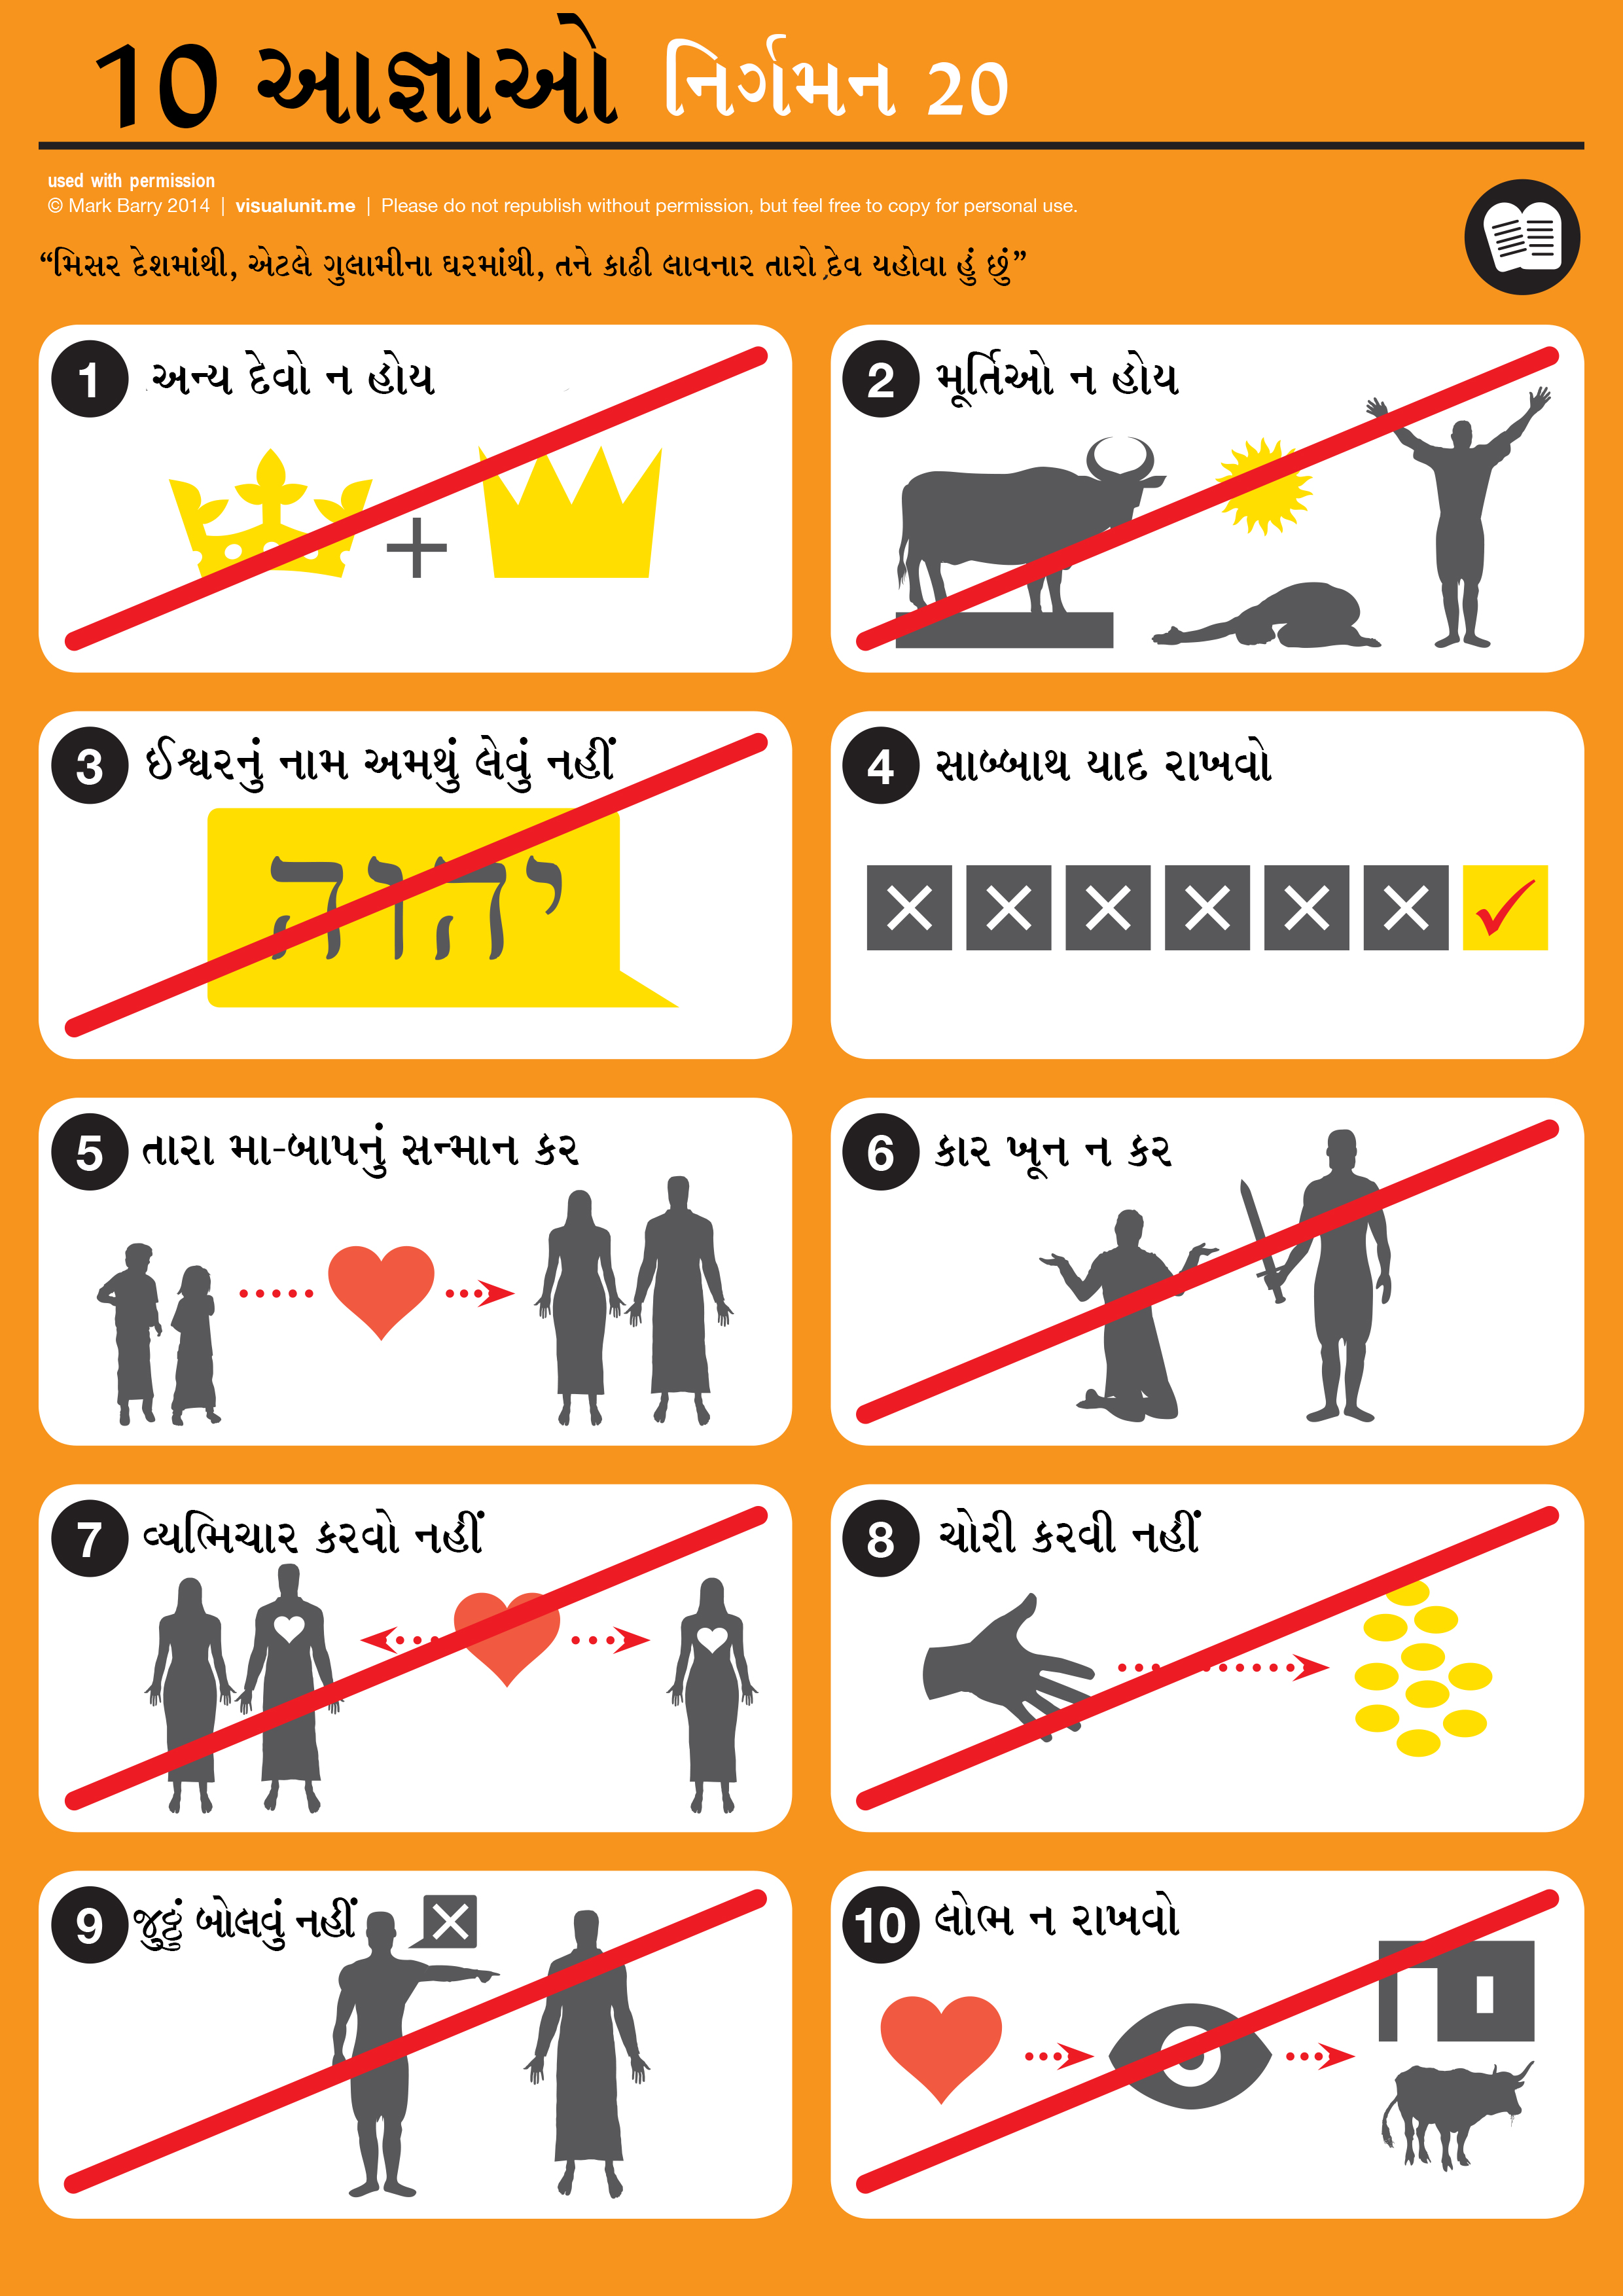 10 આજ્ઞાઓ નિર્ગમન 20
used with permission
© Mark Barry 2014 | visualunit.me | Please do not republish without permission, but feel free to copy for personal use.
“મિસર દેશમાંથી, એટલે ગુલામીના ઘરમાંથી, તને કાઢી લાવનાર તારો દેવ યહોવા હું છું”
1 અન્ય દેવો ન હોય
2 મૂર્તિઓ ન હોય
3 ઈશ્વરનું નામ અમથું લેવું નહીં
יהוה
4 સાબ્બાથ યાદ રાખવો
5 તારા મા-બાપનું સન્માન કર
6 કાર ખૂન ન કર
7 વ્યભિચાર કરવો નહીં
8 ચોરી કરવી નહીં
9 જુઠ્ઠું બોલવું નહીં
10 લોભ ન રાખવો